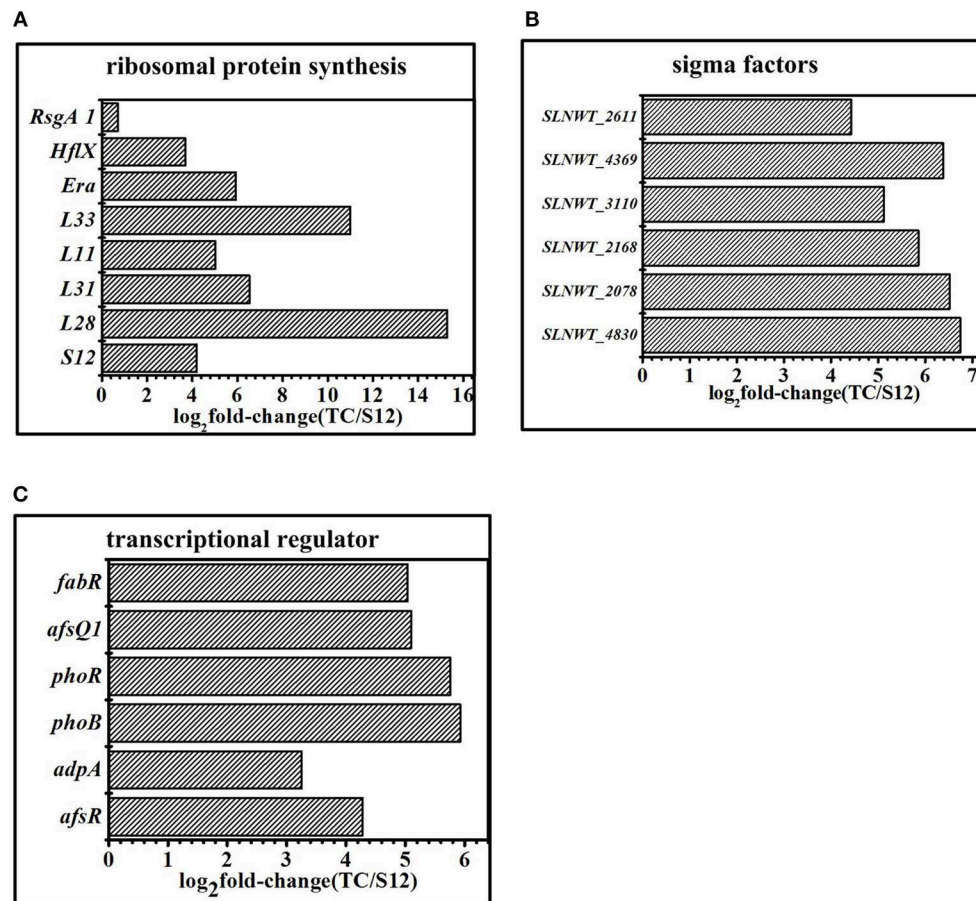 A
ribosomal protein synthesis
RsgA 1
HflX
Era
L33
L11
L31
L28
S12
0 2 4 6 8 10 12 14 16
log2fold-change(TC/S12)
B
sigma factors
SLNWT_2611
SLNWT_4369
SLNWT_3110
SLNWT_2168
SLNWT_2078
SLNWT_4830
0 1 2 3 4 5 6 7
log2fold-change(TC/S12)
C
transcriptional regulator
fabR
afsQ1
phoR
phoB
adpA
afsR
0 1 2 3 4 5 6
log2fold-change(TC/S12)